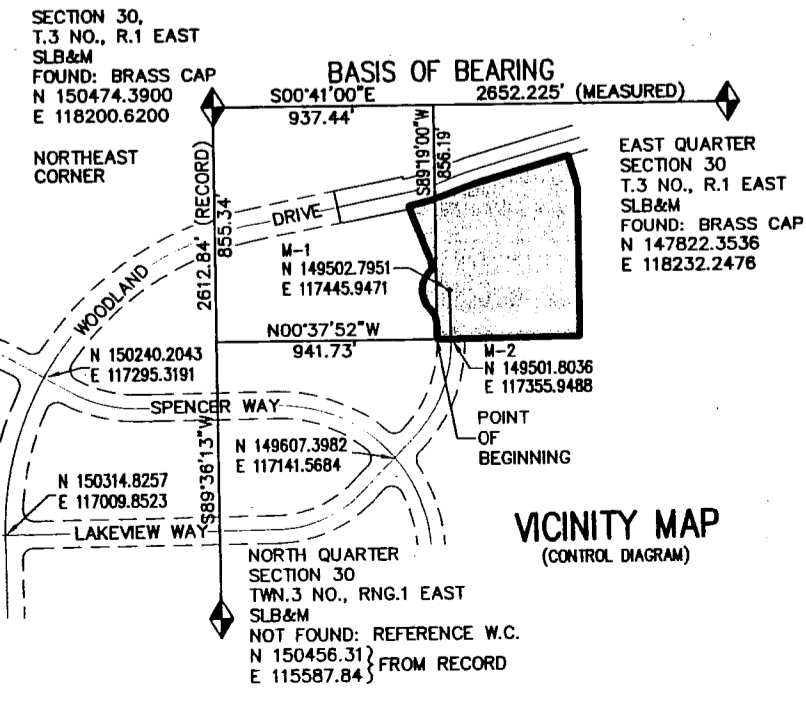 SECTION 30,
T.3 NO., R.1 EAST
SLB&M
FOUND: BRASS CAP
N 150474.3900
E 118200.6200
NORTHEAST
CORNER
BASIS OF BEARING
S00°41'00"E 2652.225' (MEASURED)
937.44'
S89°19'00"W
856.19'
EAST QUARTER
SECTION 30
T.3 NO., R.1 EAST
SLB&M
FOUND: BRASS CAP
N 147822.3536
E 118232.2476
2612.84' (RECORD)
855.34'
WOODLAND DRIVE
M-1
N 149502.7951
E 117445.9471
N00°37'52"W
941.73'
M-2
N 149501.8036
E 117355.9488
POINT
OF
BEGINNING
N 150240.2043
E 117295.3191
SPENCER WAY
S89°36'13"W
N 149607.3982
E 117141.5684
N 150314.8257
E 117009.8523
LAKEVIEW WAY
VICINITY MAP
(CONTROL DIAGRAM)
NORTH QUARTER
SECTION 30
TWN.3 NO., RNG.1 EAST
SLB&M
NOT FOUND: REFERENCE W.C.
N 150456.31
E 115587.84
} FROM RECORD